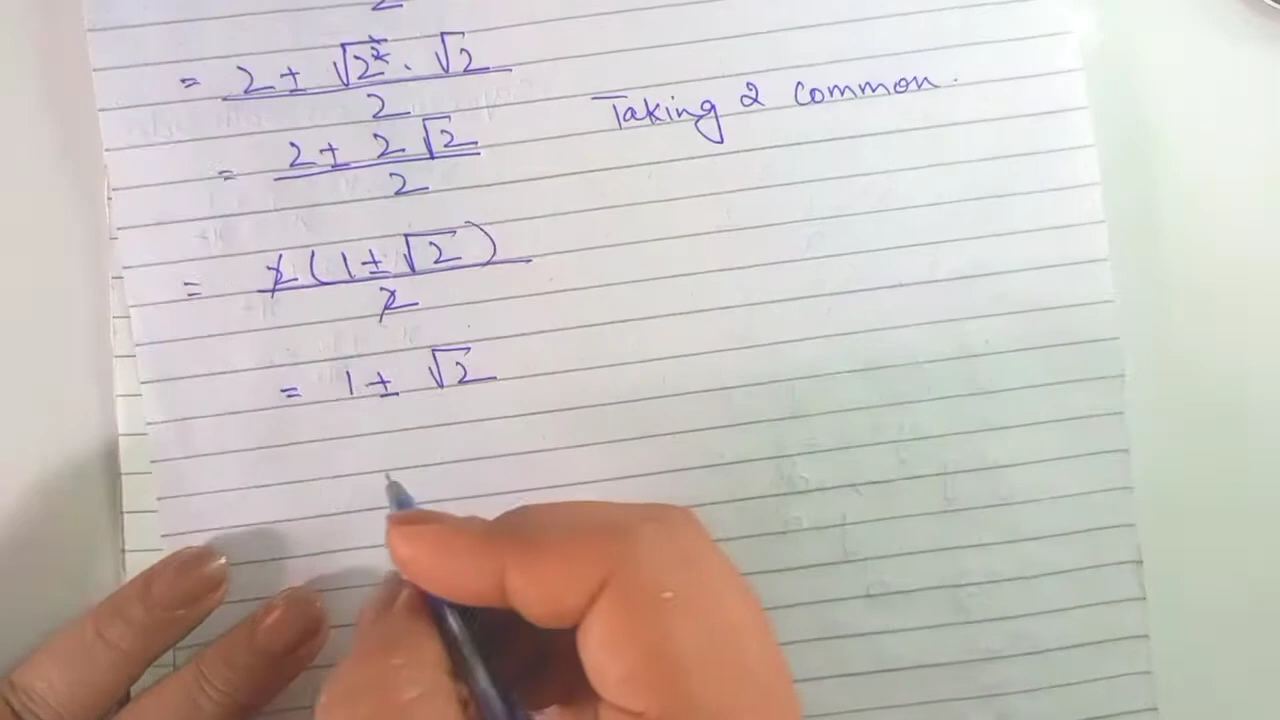 = 2 ± √2² . √2 / 2
Taking 2 common.
= 2 ± 2 √2 / 2
= 2 ( 1 ± √2 ) / 2
= 1 ± √2